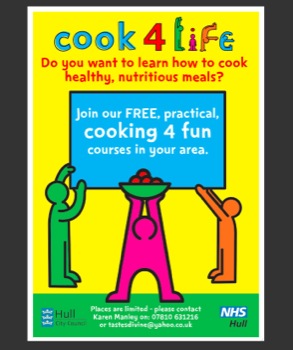 cook 4 life
Do you want to learn how to cook
healthy, nutritious meals?
Join our FREE, practical,
cooking 4 fun
courses in your area.
Places are limited - please contact
Karen Manley on: 07810 631216
or tastesdivine@yahoo.co.uk
Hull
City Council
NHS
Hull